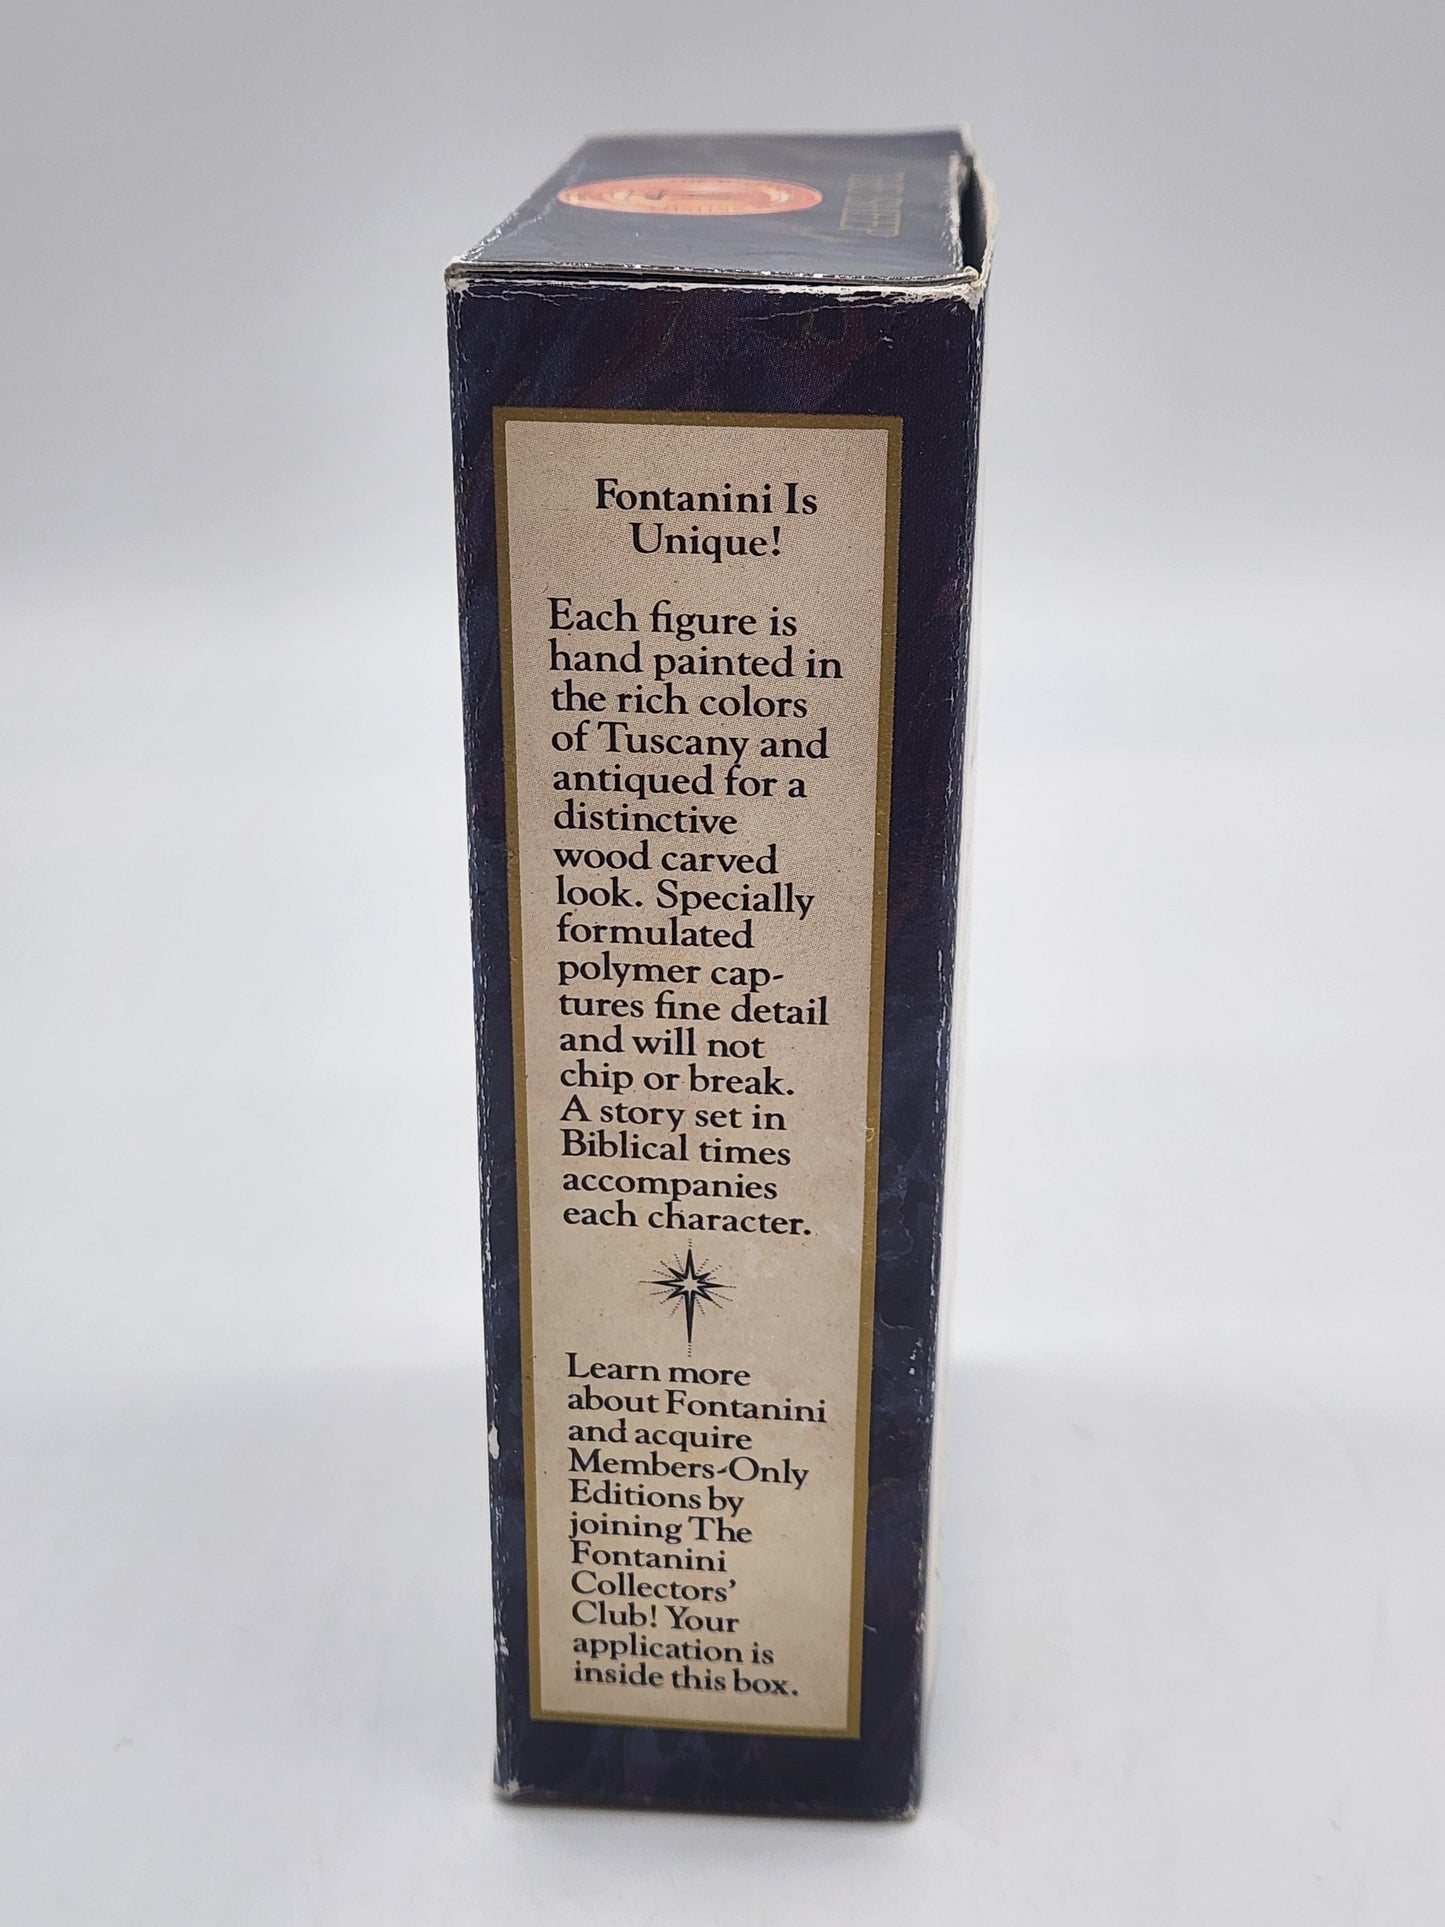 Fontanini Is
Unique!
Each figure is
hand painted in
the rich colors
of Tuscany and
antiqued for a
distinctive
wood carved
look. Specially
formulated
polymer cap-
tures fine detail
and will not
chip or break.
A story set in
Biblical times
accompanies
each character.
Learn more
about Fontanini
and acquire
Members-Only
Editions by
joining The
Fontanini
Collectors'
Club! Your
application is
inside this box.